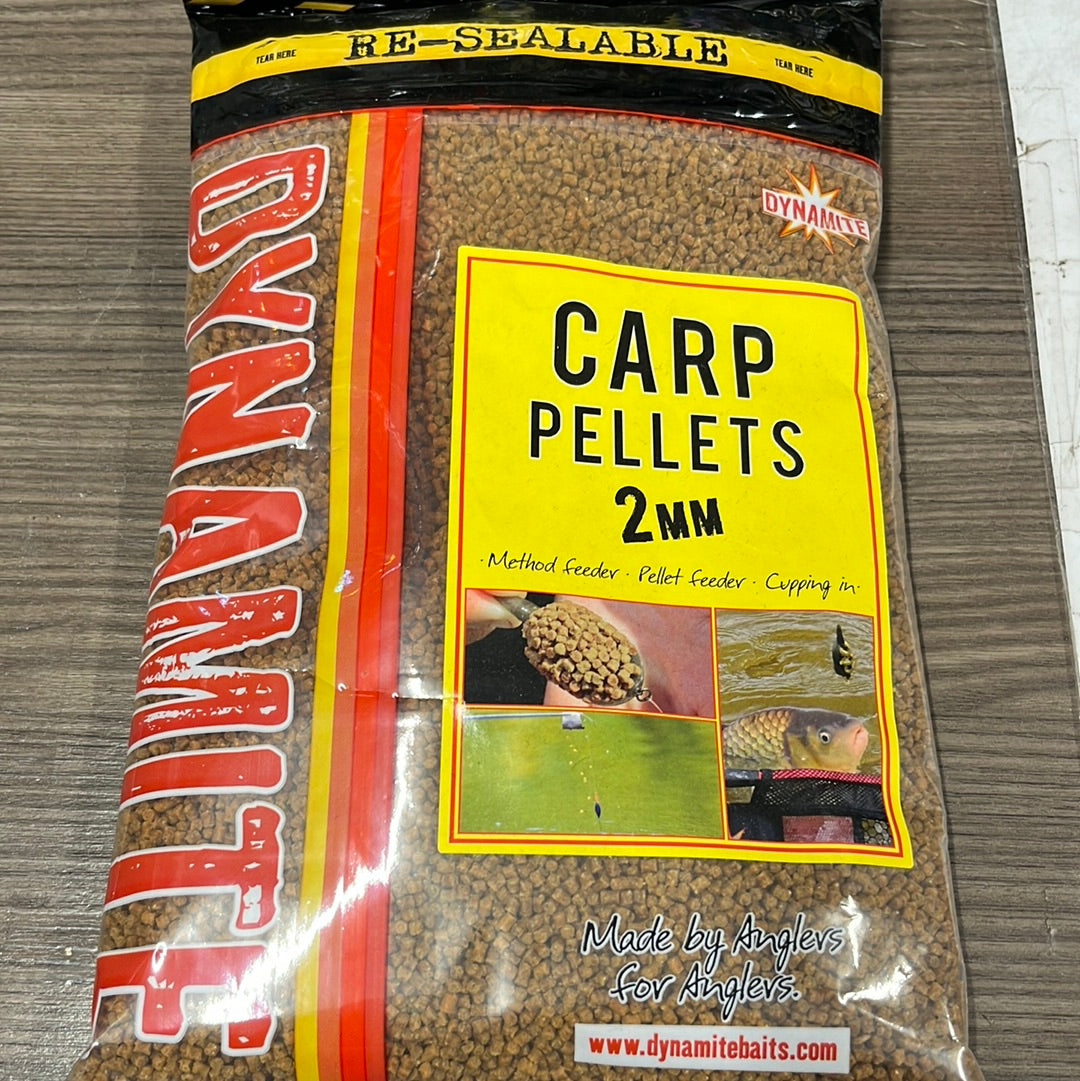 TEAR HERE RE-SEALABLE TEAR HERE
DYNAMITE
DYNAMITE
CARP
PELLETS
2MM
· Method feeder · Pellet feeder · Cupping in ·
Made by Anglers
for Anglers.
www.dynamitebaits.com